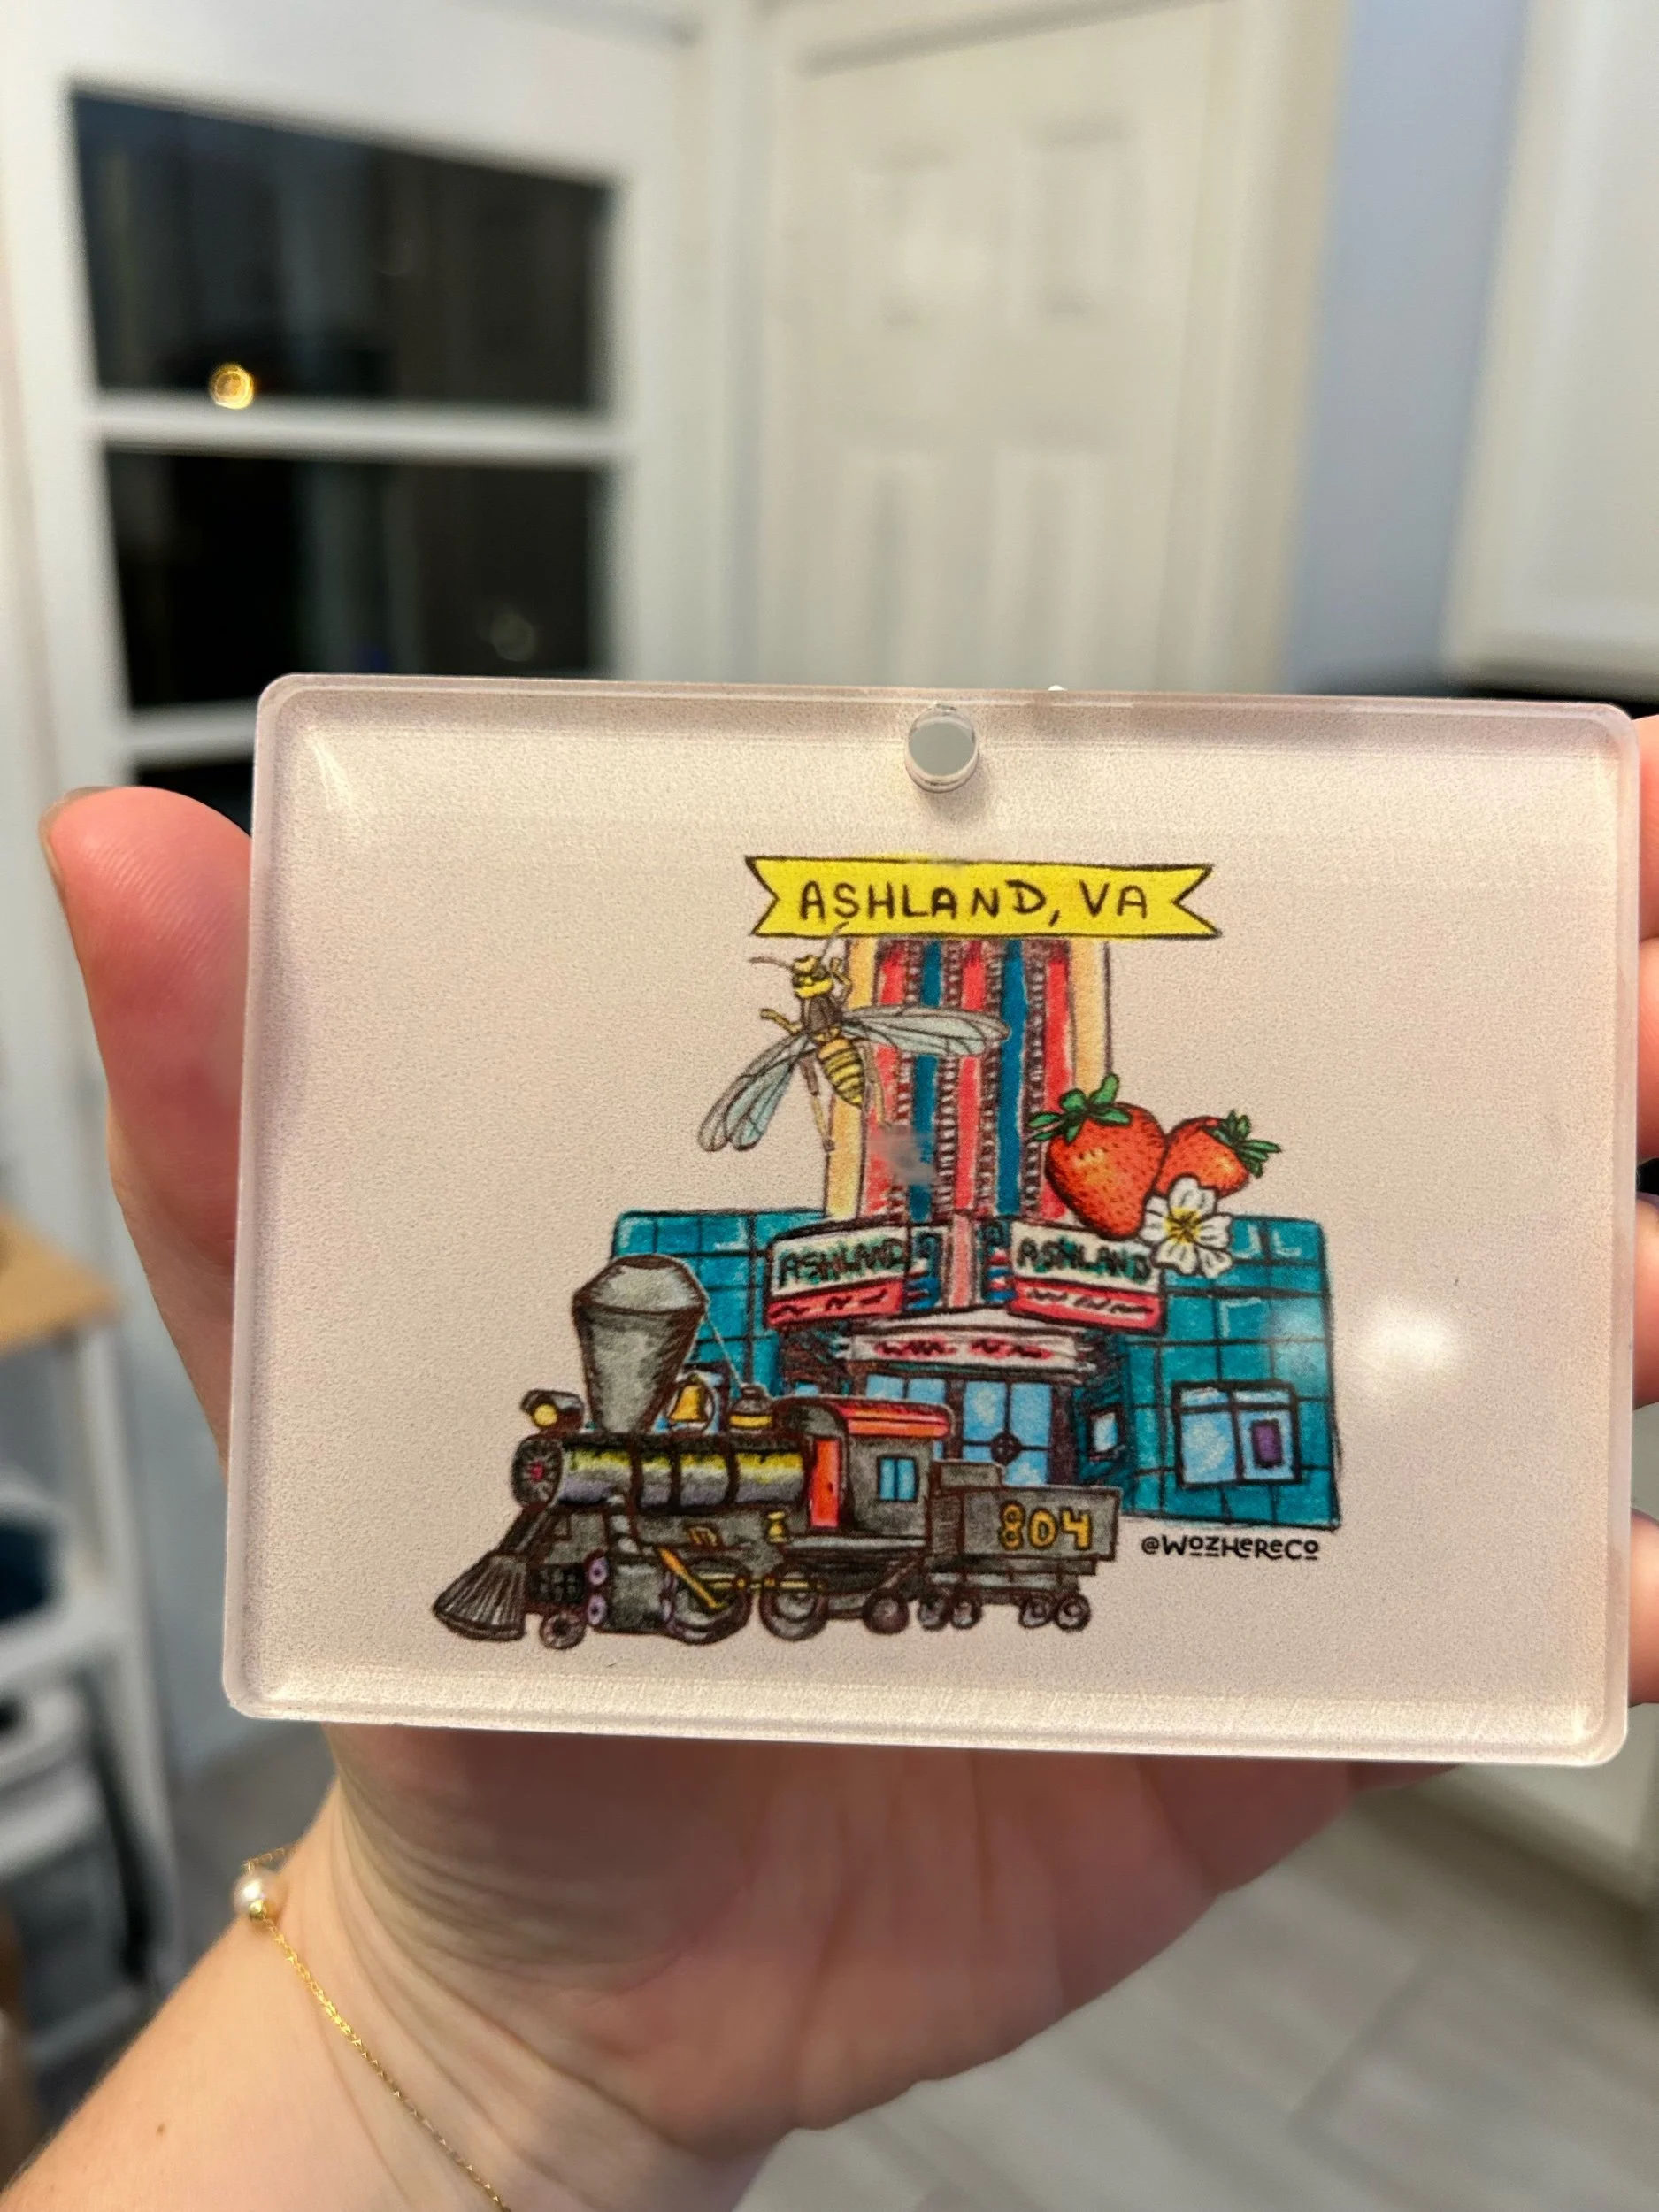 ASHLAND, VA
ASHLAND
ASHLAND
804
@WOZHERECO